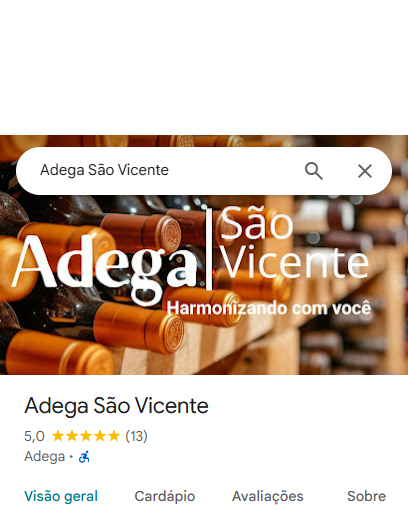 Adega São Vicente
Adega
São
Vicente
Harmonizando com você
Adega São Vicente
5,0 ★★★★★ (13)
Adega ·
Visão geral Cardápio Avaliações Sobre